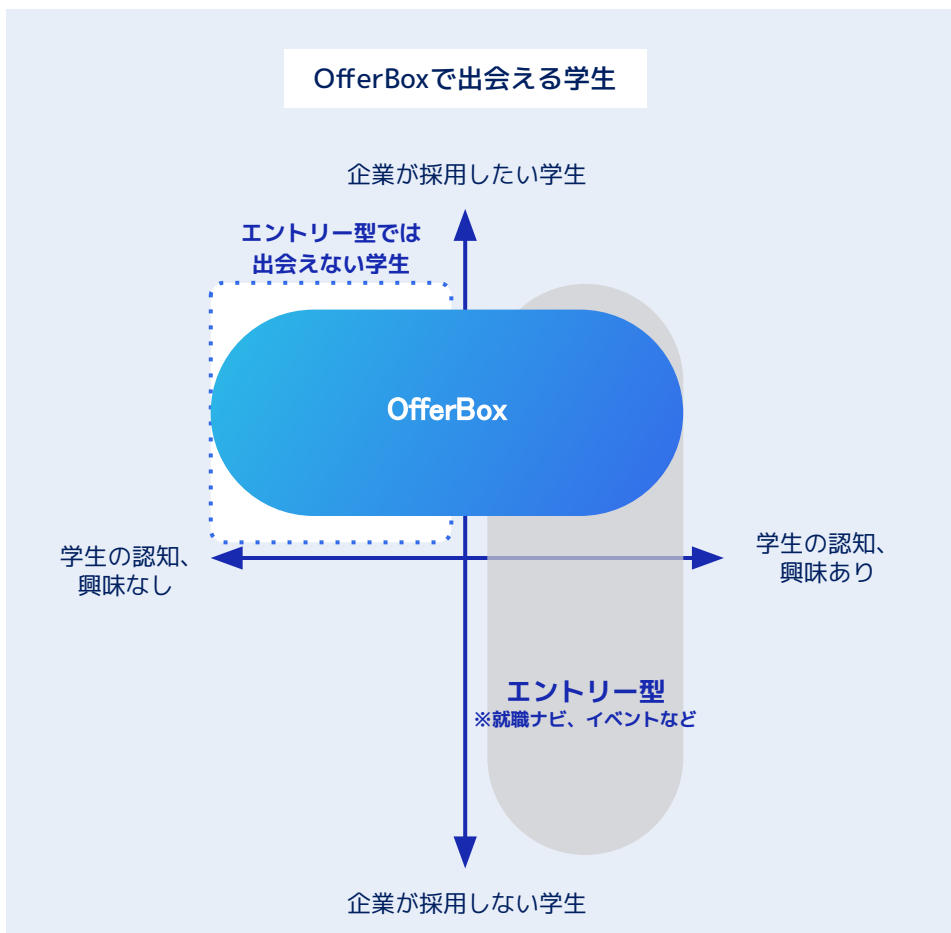 OfferBoxで出会える学生
企業が採用したい学生
エントリー型では
出会えない学生
OfferBox
学生の認知、
興味なし
学生の認知、
興味あり
エントリー型
※就職ナビ、イベントなど
企業が採用しない学生